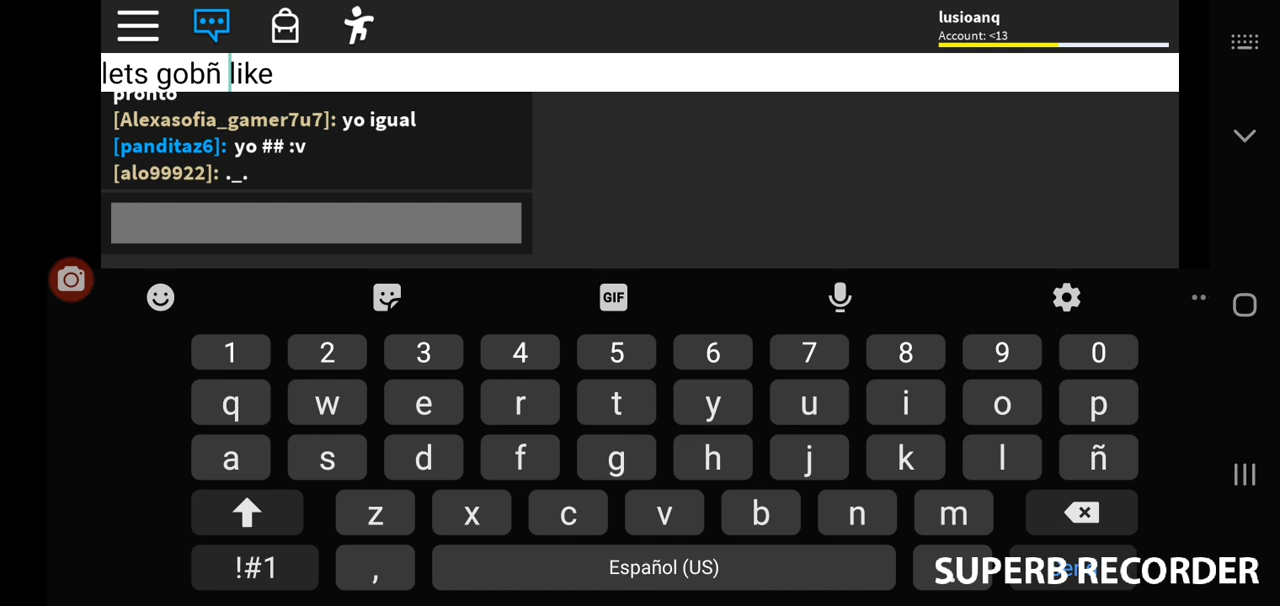 lusioanq
Account: <13
lets gobñ like
pronto
[Alexasofia_gamer7u7]: yo igual
[panditaz6]: yo ## :v
[alo99922]: ._.
GIF
1 2 3 4 5 6 7 8 9 0
q w e r t y u i o p
a s d f g h j k l ñ
z x c v b n m
!#1 , Español (US)
SUPERB RECORDER